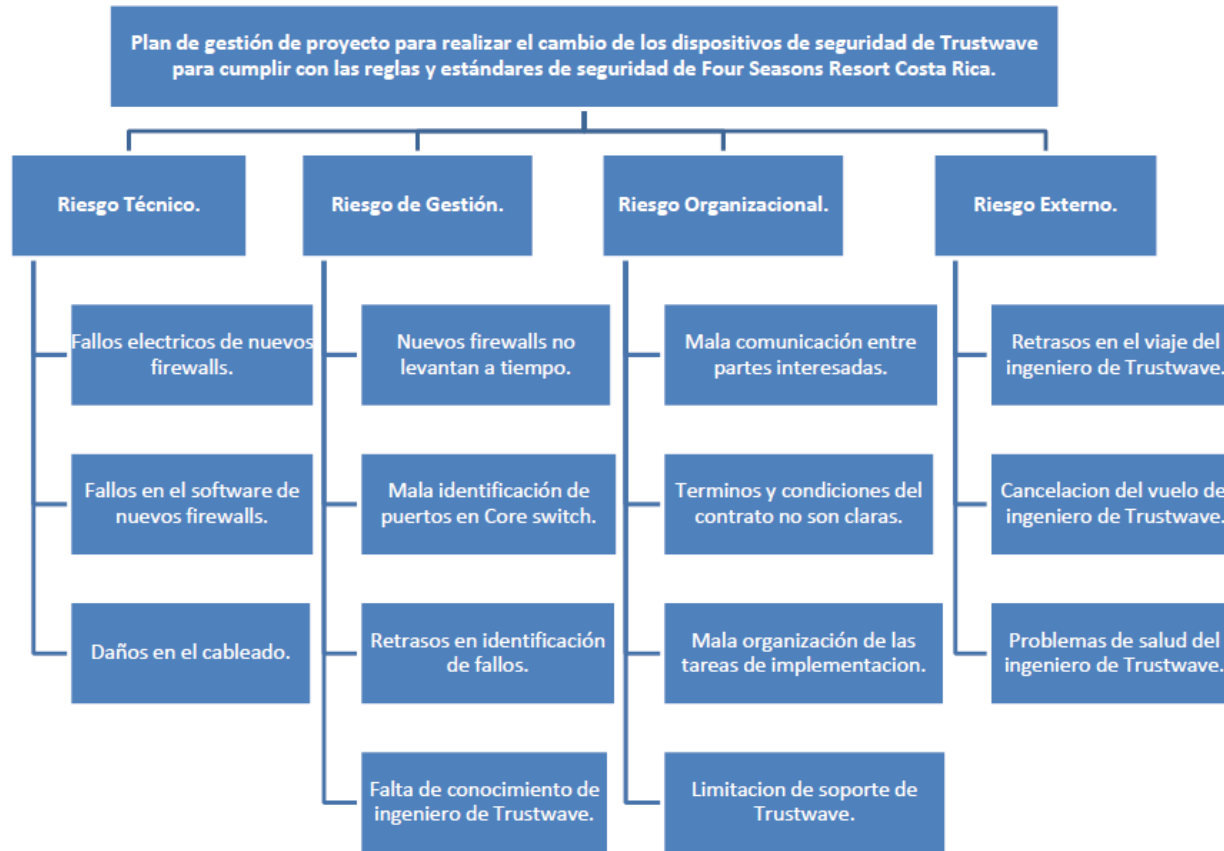 Plan de gestión de proyecto para realizar el cambio de los dispositivos de seguridad de Trustwave
para cumplir con las reglas y estándares de seguridad de Four Seasons Resort Costa Rica.
Riesgo Técnico.
Riesgo de Gestión.
Riesgo Organizacional.
Riesgo Externo.
Fallos electricos de nuevos
firewalls.
Nuevos firewalls no
levantan a tiempo.
Mala comunicación entre
partes interesadas.
Retrasos en el viaje del
ingeniero de Trustwave.
Fallos en el software de
nuevos firewalls.
Mala identificación de
puertos en Core switch.
Terminos y condiciones del
contrato no son claras.
Cancelacion del vuelo de
ingeniero de Trustwave.
Daños en el cableado.
Retrasos en identificación
de fallos.
Mala organización de las
tareas de implementacion.
Problemas de salud del
ingeniero de Trustwave.
Falta de conocimiento de
ingeniero de Trustwave.
Limitacion de soporte de
Trustwave.